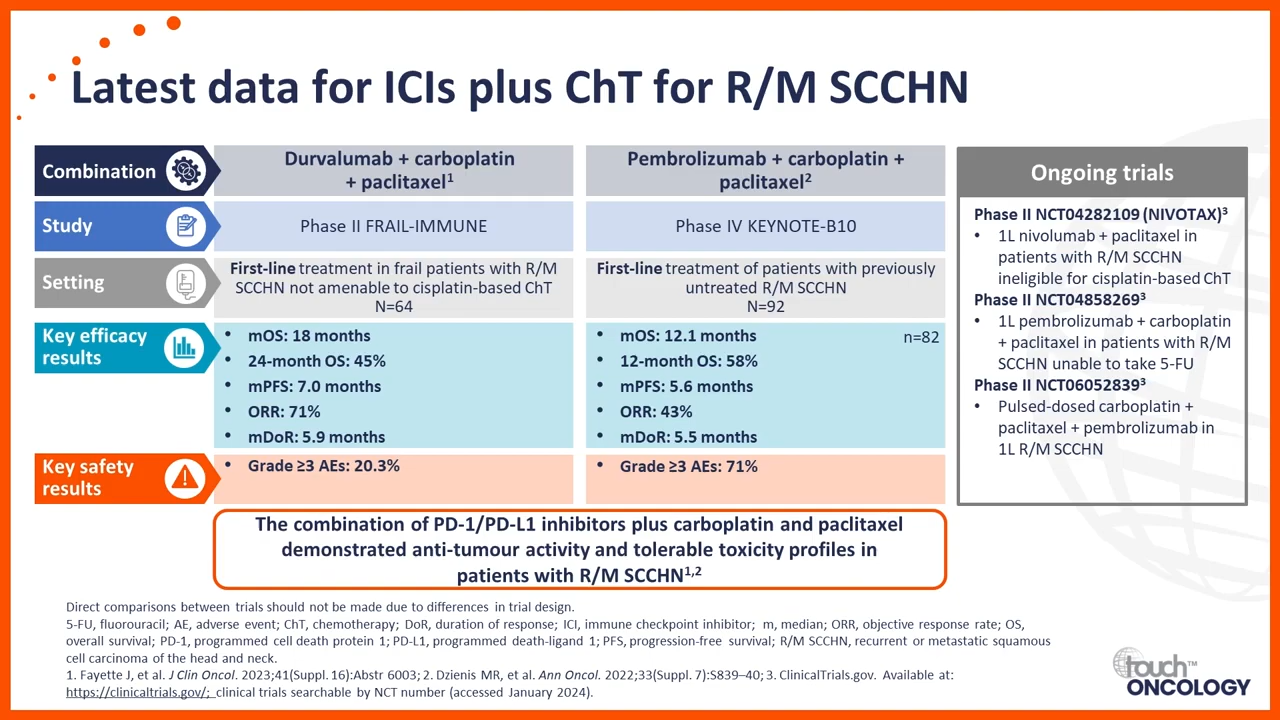 Latest data for ICIs plus ChT for R/M SCCHN
Combination
Durvalumab + carboplatin
+ paclitaxel1
Pembrolizumab + carboplatin +
paclitaxel2
Study
Phase II FRAIL-IMMUNE
Phase IV KEYNOTE-B10
Setting
First-line treatment in frail patients with R/M
SCCHN not amenable to cisplatin-based ChT
N=64
First-line treatment of patients with previously
untreated R/M SCCHN
N=92
Key efficacy
results
• mOS: 18 months
• 24-month OS: 45%
• mPFS: 7.0 months
• ORR: 71%
• mDoR: 5.9 months
• mOS: 12.1 months
n=82
• 12-month OS: 58%
• mPFS: 5.6 months
• ORR: 43%
• mDoR: 5.5 months
Key safety
results
• Grade ≥3 AEs: 20.3%
• Grade ≥3 AEs: 71%
The combination of PD-1/PD-L1 inhibitors plus carboplatin and paclitaxel
demonstrated anti-tumour activity and tolerable toxicity profiles in
patients with R/M SCCHN1,2
Ongoing trials
Phase II NCT04282109 (NIVOTAX)3
• 1L nivolumab + paclitaxel in
patients with R/M SCCHN
ineligible for cisplatin-based ChT
Phase II NCT048582693
• 1L pembrolizumab + carboplatin
+ paclitaxel in patients with R/M
SCCHN unable to take 5-FU
Phase II NCT060528393
• Pulsed-dosed carboplatin +
paclitaxel + pembrolizumab in
1L R/M SCCHN
Direct comparisons between trials should not be made due to differences in trial design.
5-FU, fluorouracil; AE, adverse event; ChT, chemotherapy; DoR, duration of response; ICI, immune checkpoint inhibitor; m, median; ORR, objective response rate; OS,
overall survival; PD-1, programmed cell death protein 1; PD-L1, programmed death-ligand 1; PFS, progression-free survival; R/M SCCHN, recurrent or metastatic squamous
cell carcinoma of the head and neck.
1. Fayette J, et al. J Clin Oncol. 2023;41(Suppl. 16):Abstr 6003; 2. Dzienis MR, et al. Ann Oncol. 2022;33(Suppl. 7):S839–40; 3. ClinicalTrials.gov. Available at:
https://clinicaltrials.gov/; clinical trials searchable by NCT number (accessed January 2024).
touch™
ONCOLOGY